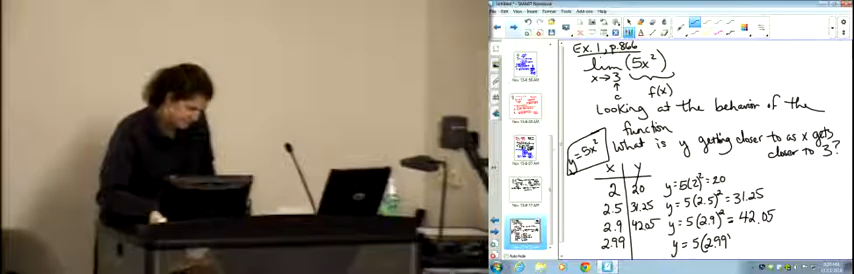 Ex. 1, p.866
lim (5x²)
x→3
↑
c
f(x)
Looking at the behavior of the
function
What is y getting closer to as x gets
closer to 3?
y=5x²
x y
2 20 y=5(2)²=20
2.5 31.25 y=5(2.5)²=31.25
2.9 42.05 y=5(2.9)²=42.05
2.99 y=5(2.99)